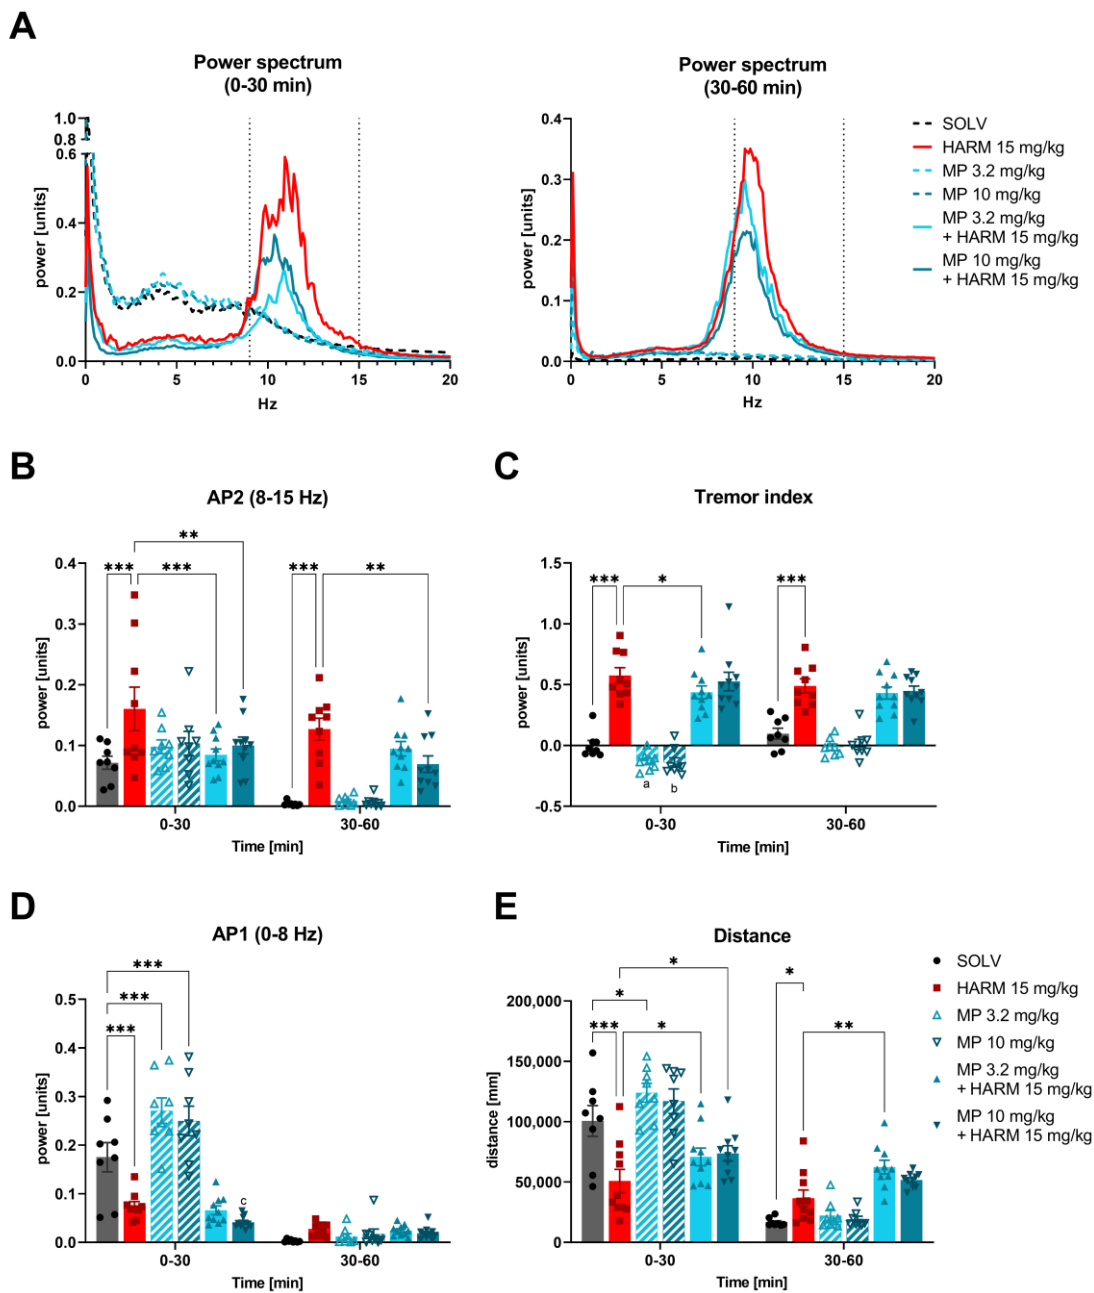 A
Power spectrum
(0-30 min)
power [units]
1.0
0.8
0.6
0.4
0.2
0.0
0
5
10
15
20
Hz
Power spectrum
(30-60 min)
power [units]
0.4
0.3
0.2
0.1
0.0
0
5
10
15
20
Hz
SOLV
HARM 15 mg/kg
MP 3.2 mg/kg
MP 10 mg/kg
MP 3.2 mg/kg
+ HARM 15 mg/kg
MP 10 mg/kg
+ HARM 15 mg/kg
B
AP2 (8-15 Hz)
power [units]
0.4
0.3
0.2
0.1
0.0
***
***
**
***
**
0-30
30-60
Time [min]
C
Tremor index
power [units]
1.5
1.0
0.5
0.0
-0.5
***
*
***
a
b
0-30
30-60
Time [min]
D
AP1 (0-8 Hz)
power [units]
0.5
0.4
0.3
0.2
0.1
0.0
***
***
***
c
0-30
30-60
Time [min]
E
Distance
distance [mm]
200,000
150,000
100,000
50,000
0
*
*
***
*
*
**
0-30
30-60
Time [min]
SOLV
HARM 15 mg/kg
MP 3.2 mg/kg
MP 10 mg/kg
MP 3.2 mg/kg
+ HARM 15 mg/kg
MP 10 mg/kg
+ HARM 15 mg/kg